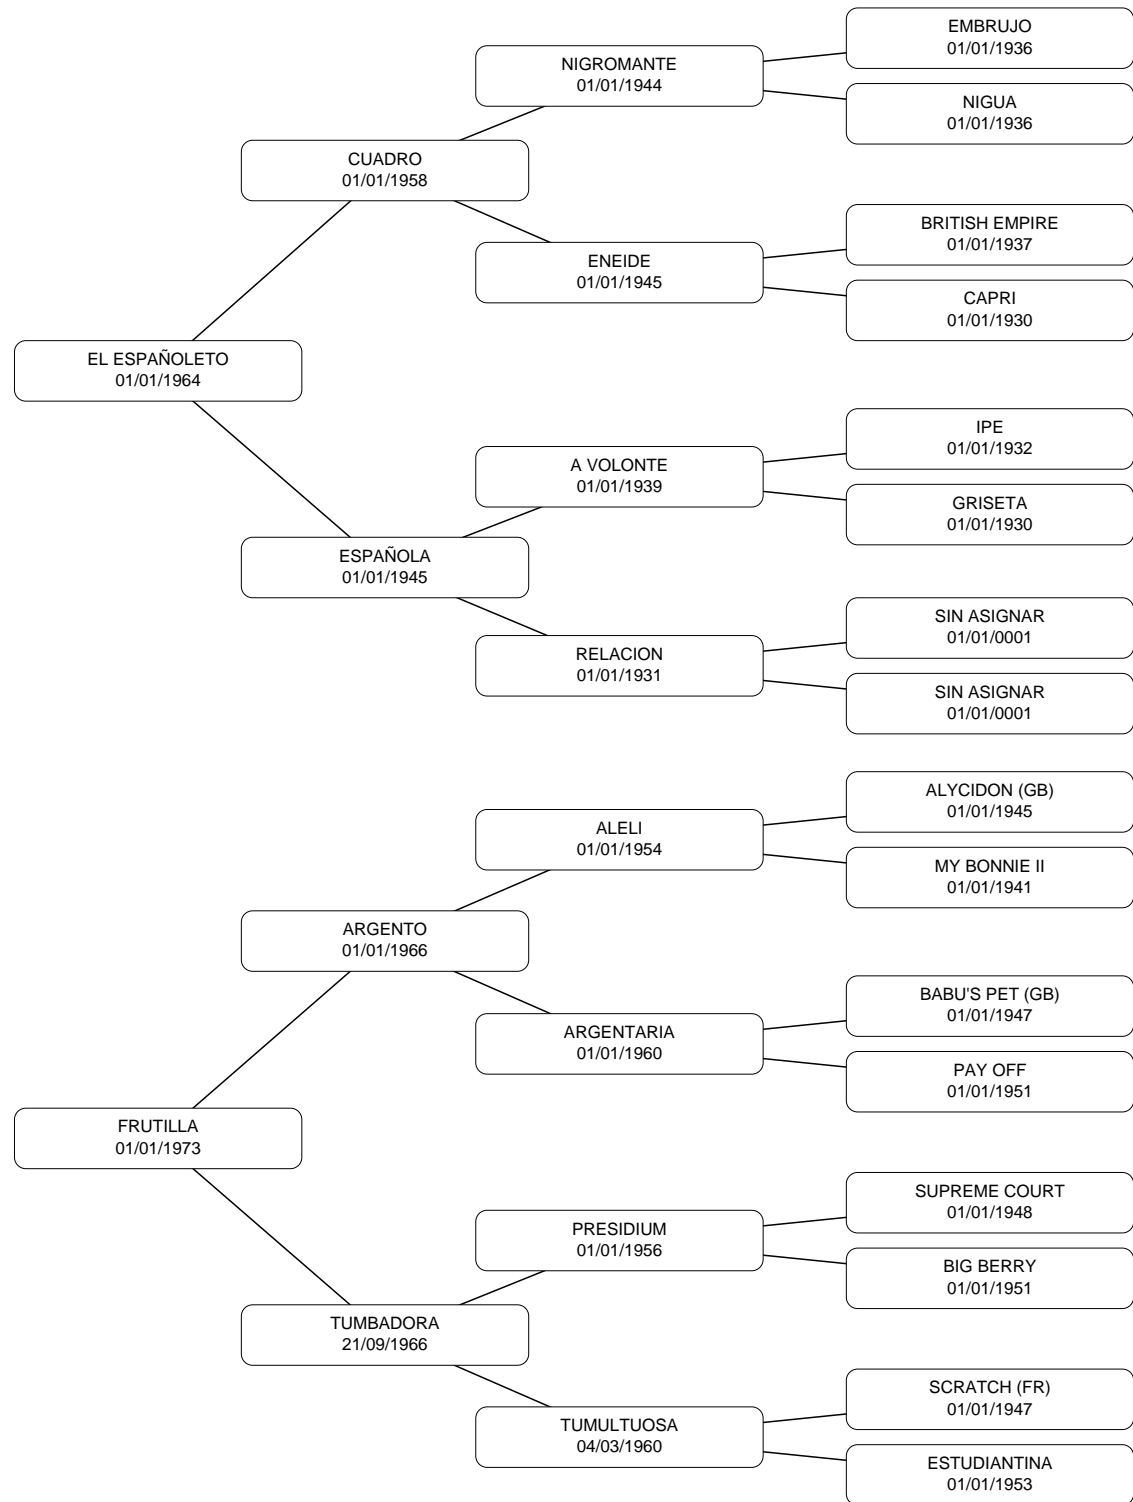 EMBRUJO
01/01/1936
NIGROMANTE
01/01/1944
NIGUA
01/01/1936
CUADRO
01/01/1958
BRITISH EMPIRE
01/01/1937
ENEIDE
01/01/1945
CAPRI
01/01/1930
EL ESPAÑOLETO
01/01/1964
IPE
01/01/1932
A VOLONTE
01/01/1939
GRISETA
01/01/1930
ESPAÑOLA
01/01/1945
SIN ASIGNAR
01/01/0001
RELACION
01/01/1931
SIN ASIGNAR
01/01/0001
ALYCIDON (GB)
01/01/1945
ALELI
01/01/1954
MY BONNIE II
01/01/1941
ARGENTO
01/01/1966
BABU'S PET (GB)
01/01/1947
ARGENTARIA
01/01/1960
PAY OFF
01/01/1951
FRUTILLA
01/01/1973
SUPREME COURT
01/01/1948
PRESIDIUM
01/01/1956
BIG BERRY
01/01/1951
TUMBADORA
21/09/1966
SCRATCH (FR)
01/01/1947
TUMULTUOSA
04/03/1960
ESTUDIANTINA
01/01/1953